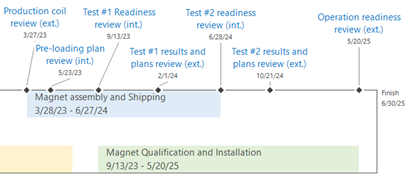 Production coil
review (ext.)
3/27/23
Pre-loading plan
review (int.)
5/23/23
Test #1 Readiness
review (int.)
9/13/23
Test #1 results and
plans review (ext.)
2/1/24
Test #2 readiness
review (int.)
6/28/24
Test #2 results and
plans review (ext.)
10/21/24
Operation readiness
review (ext.)
5/20/25
Finish
6/30/25
Magnet assembly and Shipping
3/28/23 - 6/27/24
Magnet Qualification and Installation
9/13/23 - 5/20/25